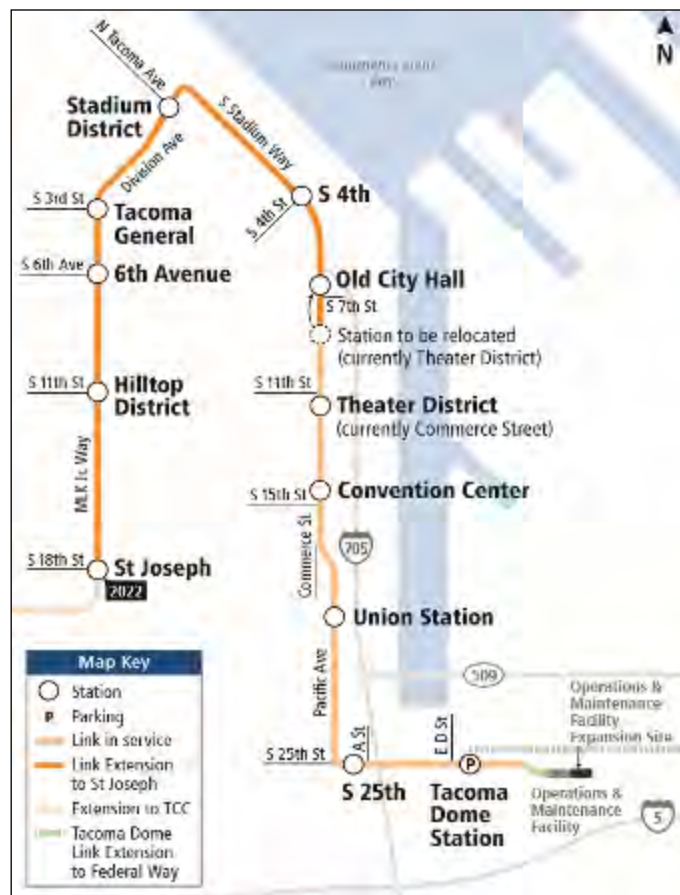 N
N Tacoma Ave
Stadium
District
S Stadium Way
Division Ave
S 3rd St
Tacoma
General
S 4th St
S 4th
S 6th Ave
6th Avenue
Old City Hall
S 7th St
Station to be relocated
(currently Theater District)
S 11th St
Hilltop
District
S 11th St
Theater District
(currently Commerce Street)
MLK Jr. Way
S 15th St
Convention Center
Commerce St.
705
S 18th St
St Joseph
2022
Union Station
Pacific Ave
509
Map Key
Station
P
Parking
Link in service
Link Extension
to St Joseph
Extension to TCC
Tacoma Dome
Link Extension
to Federal Way
S 25th St
A St
E D St
P
S 25th
Tacoma
Dome
Station
Operations &
Maintenance
Facility
Expansion Site
Operations &
Maintenance
Facility
5